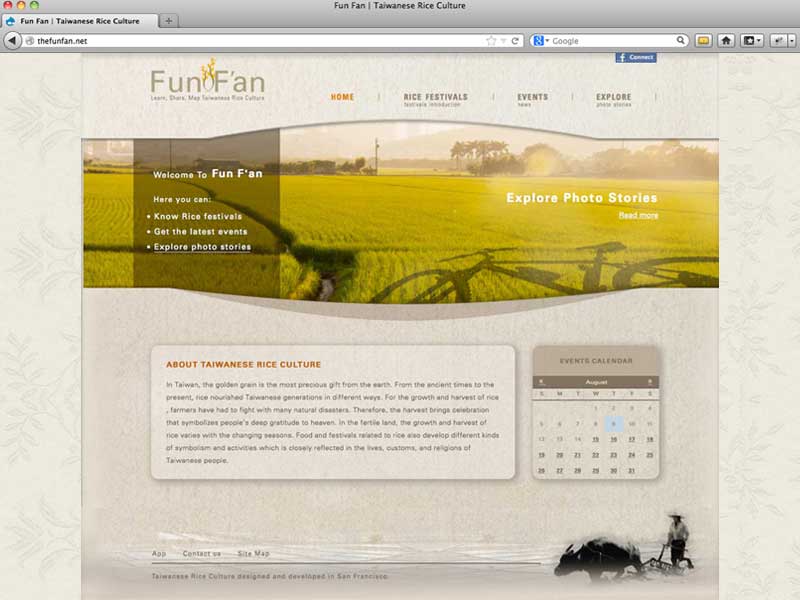 Fun Fan | Taiwanese Rice Culture
Fun Fan | Taiwanese Rice Culture
thefunfan.net
Google
Connect
Fun F'an
Learn, Share, Map Taiwanese Rice Culture
HOME
RICE FESTIVALS
festivals introduction
EVENTS
news
EXPLORE
photo stories
Welcome To Fun F'an
Here you can:
• Know Rice festivals
• Get the latest events
• Explore photo stories
Explore Photo Stories
Read more
ABOUT TAIWANESE RICE CULTURE
In Taiwan, the golden grain is the most precious gift from the earth. From the ancient times to the
present, rice nourished Taiwanese generations in different ways. For the growth and harvest of rice
, farmers have had to fight with many natural disasters. Therefore, the harvest brings celebration
that symbolizes people's deep gratitude to heaven. In the fertile land, the growth and harvest of
rice varies with the changing seasons. Food and festivals related to rice also develop different kinds
of symbolism and activities which is closely reflected in the lives, customs, and religions of
Taiwanese people.
EVENTS CALENDAR
August
S M T W T F S
1 2 3 4
5 6 7 8 9 10 11
12 13 14 15 16 17 18
19 20 21 22 23 24 25
26 27 28 29 30 31
App Contact us Site Map
Taiwanese Rice Culture designed and developed in San Francisco.